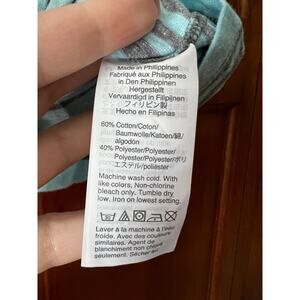 Made in Philippines
Fabriqué aux Philippines
In Den Philippinen
Hergestellt
Vervaardigd in Filipijnen
フィリピン製
Hecho en Filipinas
60% Cotton/Coton/
Baumwolle/Katoen/綿/
algodón
40% Polyester/Polyester/
Polyester/Polyester/ポリ
エステル/poliéster
Machine wash cold. With
like colors. Non-chlorine
bleach only. Tumble dry
low. Iron on lowest setting.
Laver à la machine à l'eau
froide. Avec des couleurs
similaires. Agent de
blanchiment non chloré